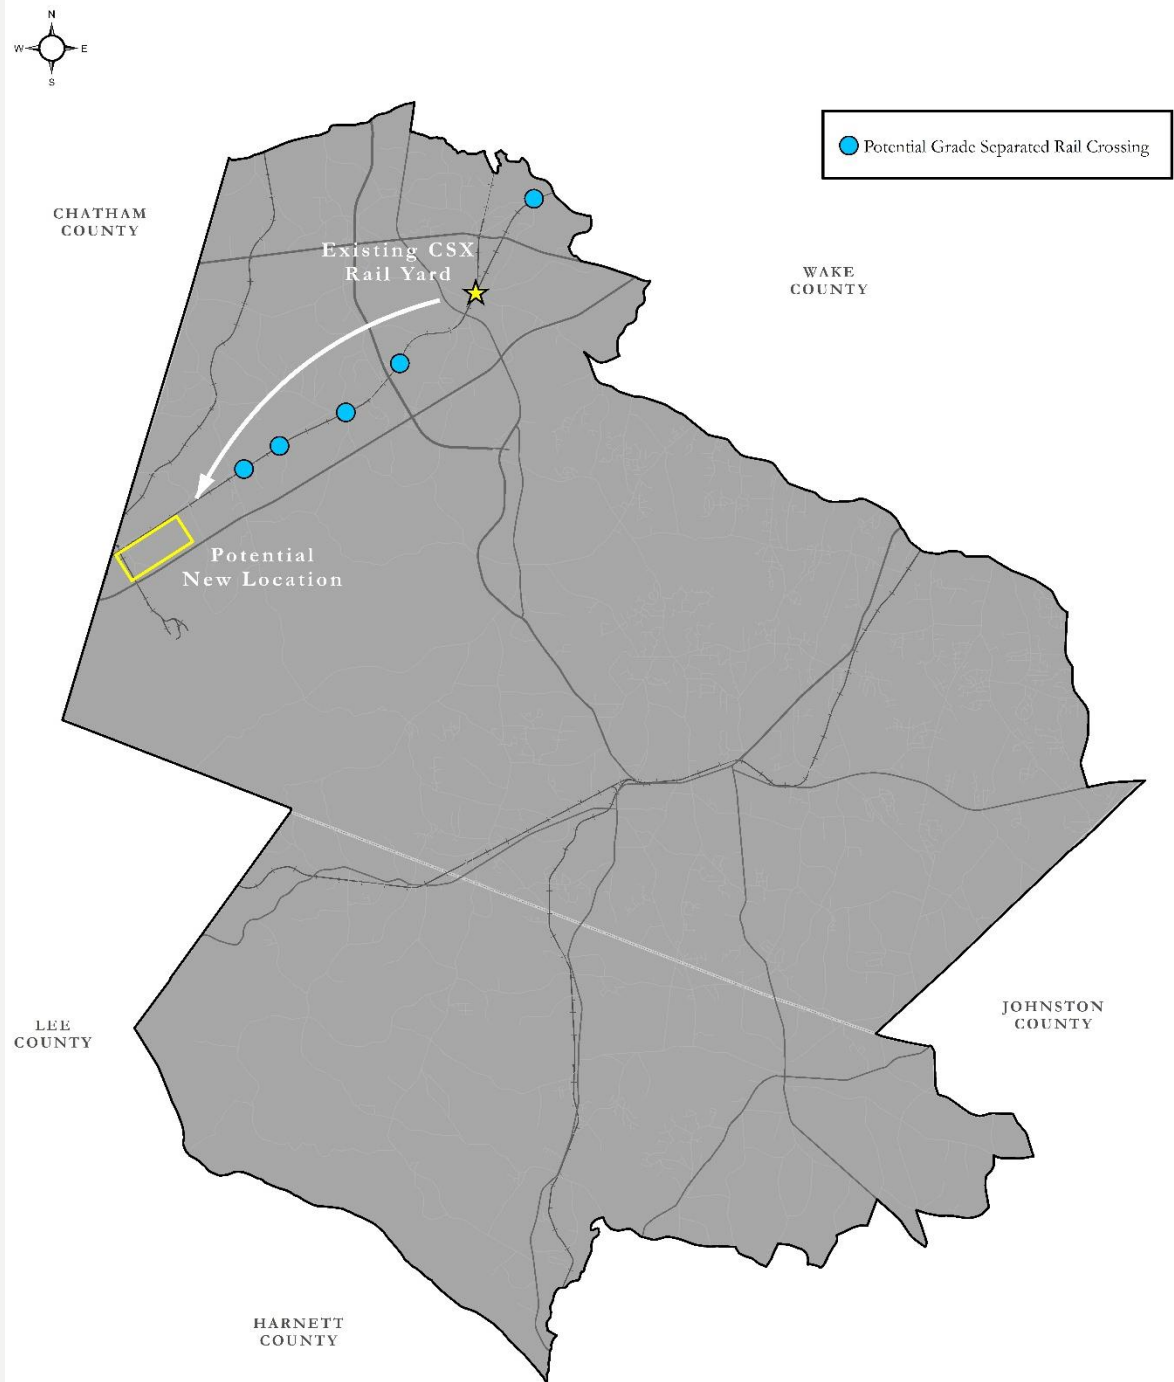 N
W E
S
Potential Grade Separated Rail Crossing
CHATHAM
COUNTY
Existing CSX
Rail Yard
WAKE
COUNTY
Potential
New Location
LEE
COUNTY
JOHNSTON
COUNTY
HARNETT
COUNTY